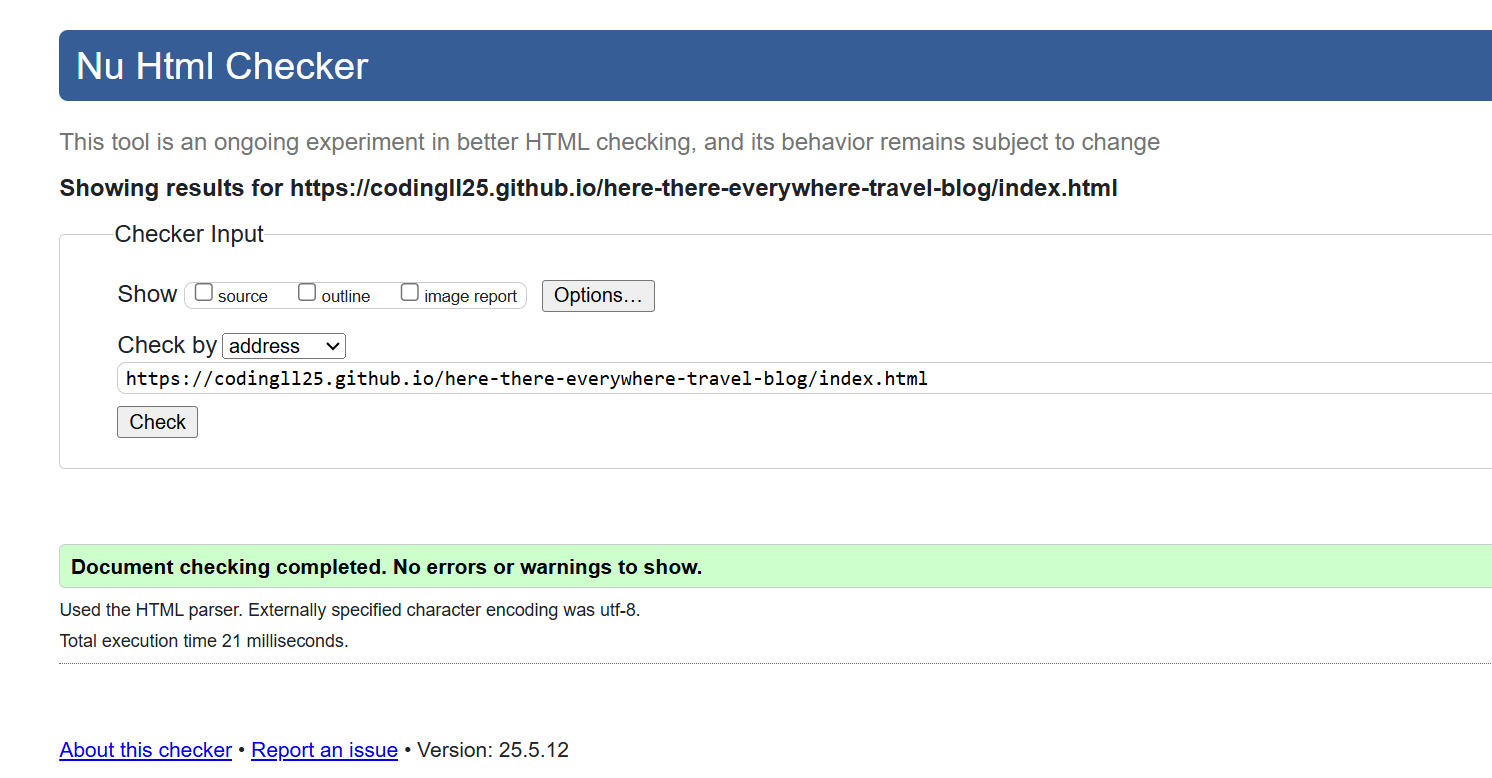 Nu Html Checker
This tool is an ongoing experiment in better HTML checking, and its behavior remains subject to change
Showing results for https://codingll25.github.io/here-there-everywhere-travel-blog/index.html
Checker Input
Show source outline image report Options…
Check by address
https://codingll25.github.io/here-there-everywhere-travel-blog/index.html
Check
Document checking completed. No errors or warnings to show.
Used the HTML parser. Externally specified character encoding was utf-8.
Total execution time 21 milliseconds.
About this checker • Report an issue • Version: 25.5.12